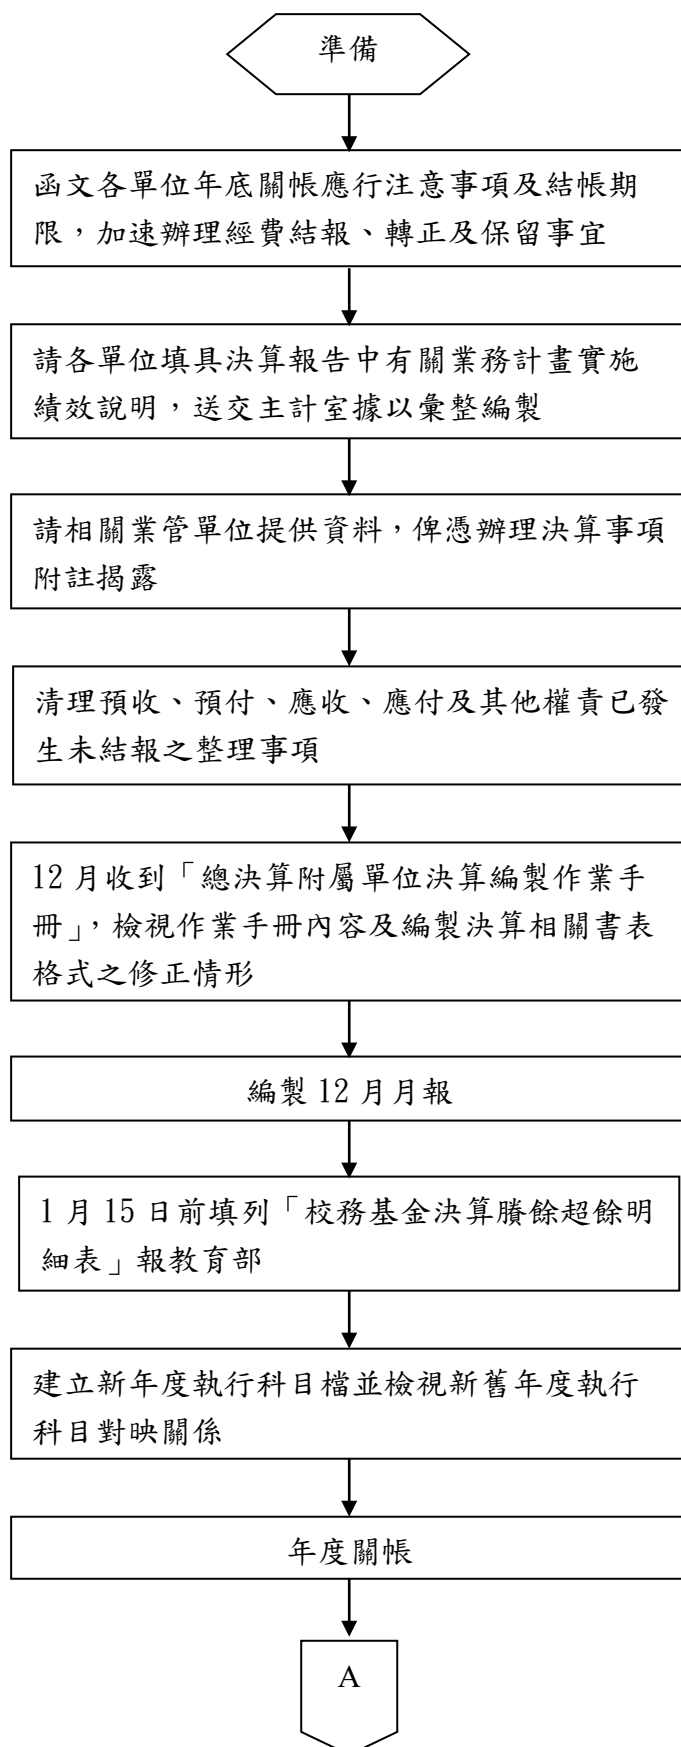 準備
函文各單位年底關帳應行注意事項及結帳期
限，加速辦理經費結報、轉正及保留事宜
請各單位填具決算報告中有關業務計畫實施
績效說明，送交主計室據以彙整編製
請相關業管單位提供資料，俾憑辦理決算事項
附註揭露
清理預收、預付、應收、應付及其他權責已發
生未結報之整理事項
12 月收到「總決算附屬單位決算編製作業手
冊」，檢視作業手冊內容及編製決算相關書表
格式之修正情形
編製 12 月月報
1 月 15 日前填列「校務基金決算賸餘超餘明
細表」報教育部
建立新年度執行科目檔並檢視新舊年度執行
科目對映關係
年度關帳
A